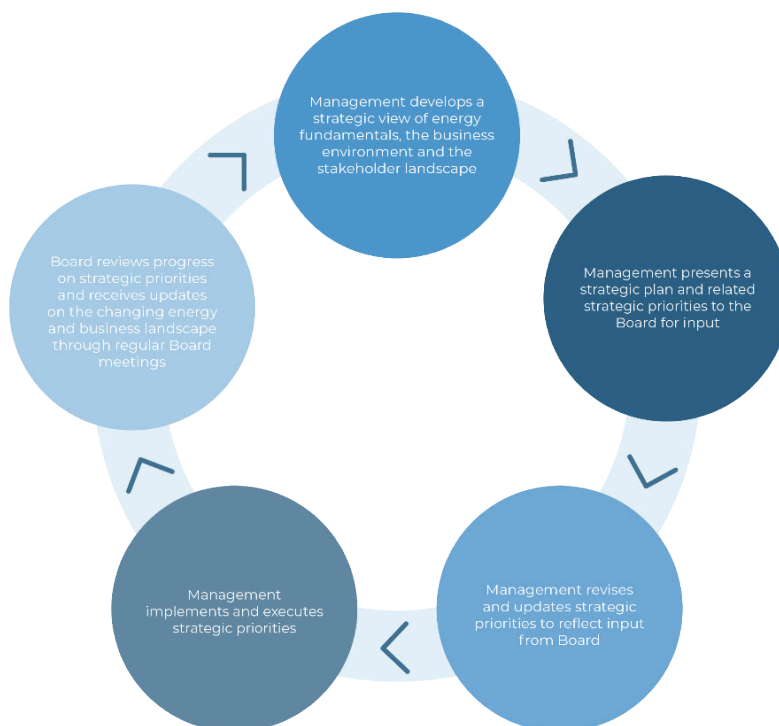 Management develops a
strategic view of energy
fundamentals, the business
environment and the
stakeholder landscape
Management presents a
strategic plan and related
strategic priorities to the
Board for input
Management revises
and updates strategic
priorities to reflect input
from Board
Management
implements and executes
strategic priorities
Board reviews progress
on strategic priorities
and receives updates
on the changing energy
and business landscape
through regular Board
meetings